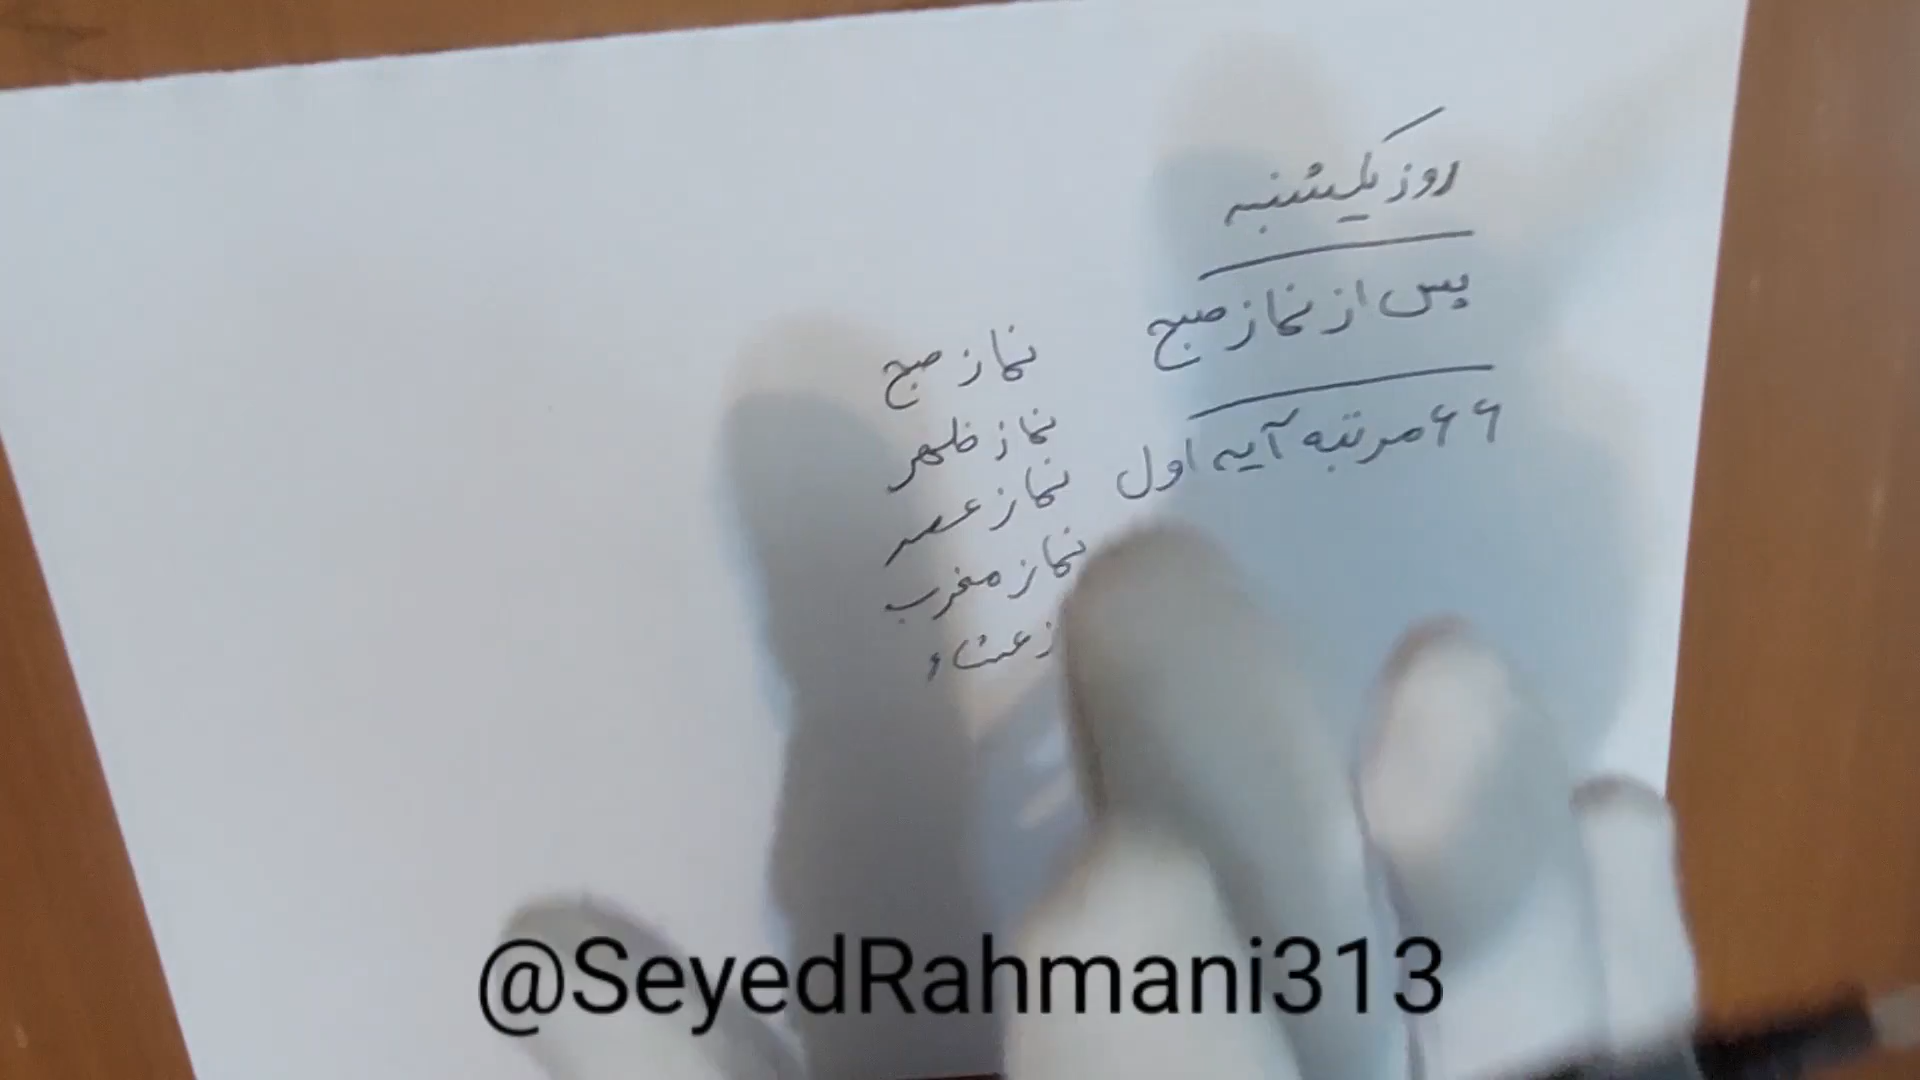 روز یکشنبه
پس از نماز صبح
۶۶ مرتبه آیه اول
نماز صبح
نماز ظهر
نماز عصر
نماز مغرب
عشاء
@SeyedRahmani313